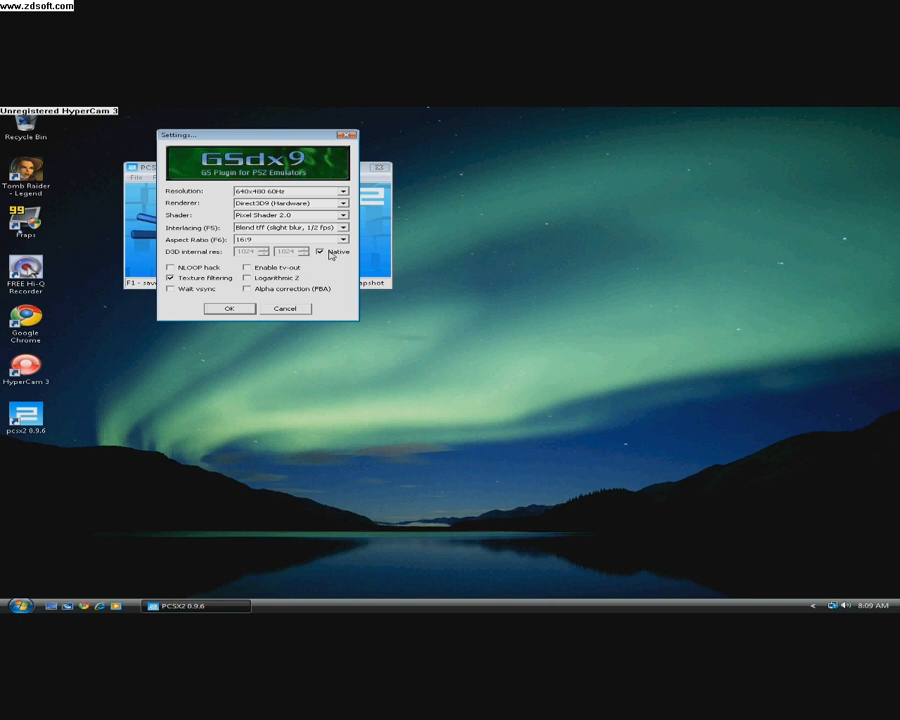 www.zdsoft.com
Unregistered HyperCam 3
Recycle Bin
Tomb Raider
- Legend
99
Fraps
FREE Hi-Q
Recorder
Google
Chrome
HyperCam 3
pcsx2 0.9.6
Settings...
GSdx9
GS Plugin for PS2 Emulators
Resolution: 640x480 60Hz
Renderer: Direct3D9 (Hardware)
Shader: Pixel Shader 2.0
Interlacing (F5): Blend tff (slight blur, 1/2 fps)
Aspect Ratio (F6): 16:9
D3D internal res: 1024 1024 Native
NLOOP hack Enable tv-out
Texture filtering Logarithmic Z
Wait vsync Alpha correction (FBA)
OK Cancel
PCS
File
F1 - save
apshot
PCSX2 0.9.6
8:09 AM